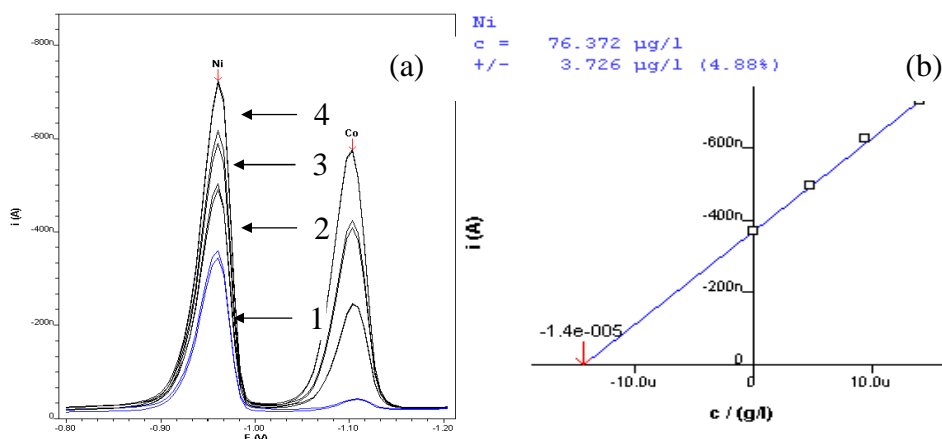 (a)
-800n
-600n
-400n
-200n
0
i (A)
Ni
Co
4
3
2
1
-0.80
-0.90
-1.00
-1.10
-1.20
E (V)
Ni
c = 76.372 µg/l
+/- 3.726 µg/l (4.88%)
(b)
-600n
-400n
-200n
0
i (A)
-1.4e-005
-10.0u
0
10.0u
c / (g/l)